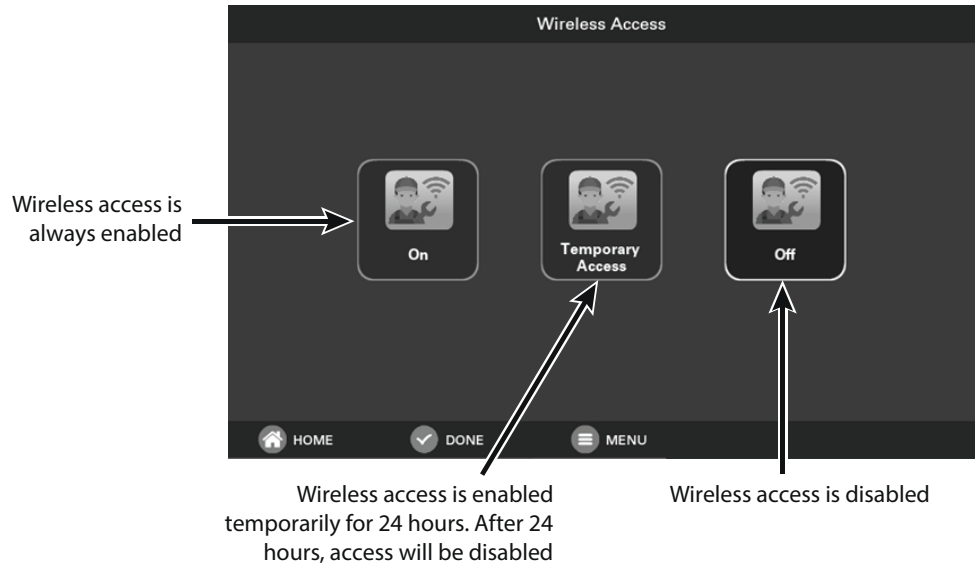 Wireless Access
Wireless access is
always enabled
On
Temporary
Access
Off
HOME
DONE
MENU
Wireless access is enabled
temporarily for 24 hours. After 24
hours, access will be disabled
Wireless access is disabled